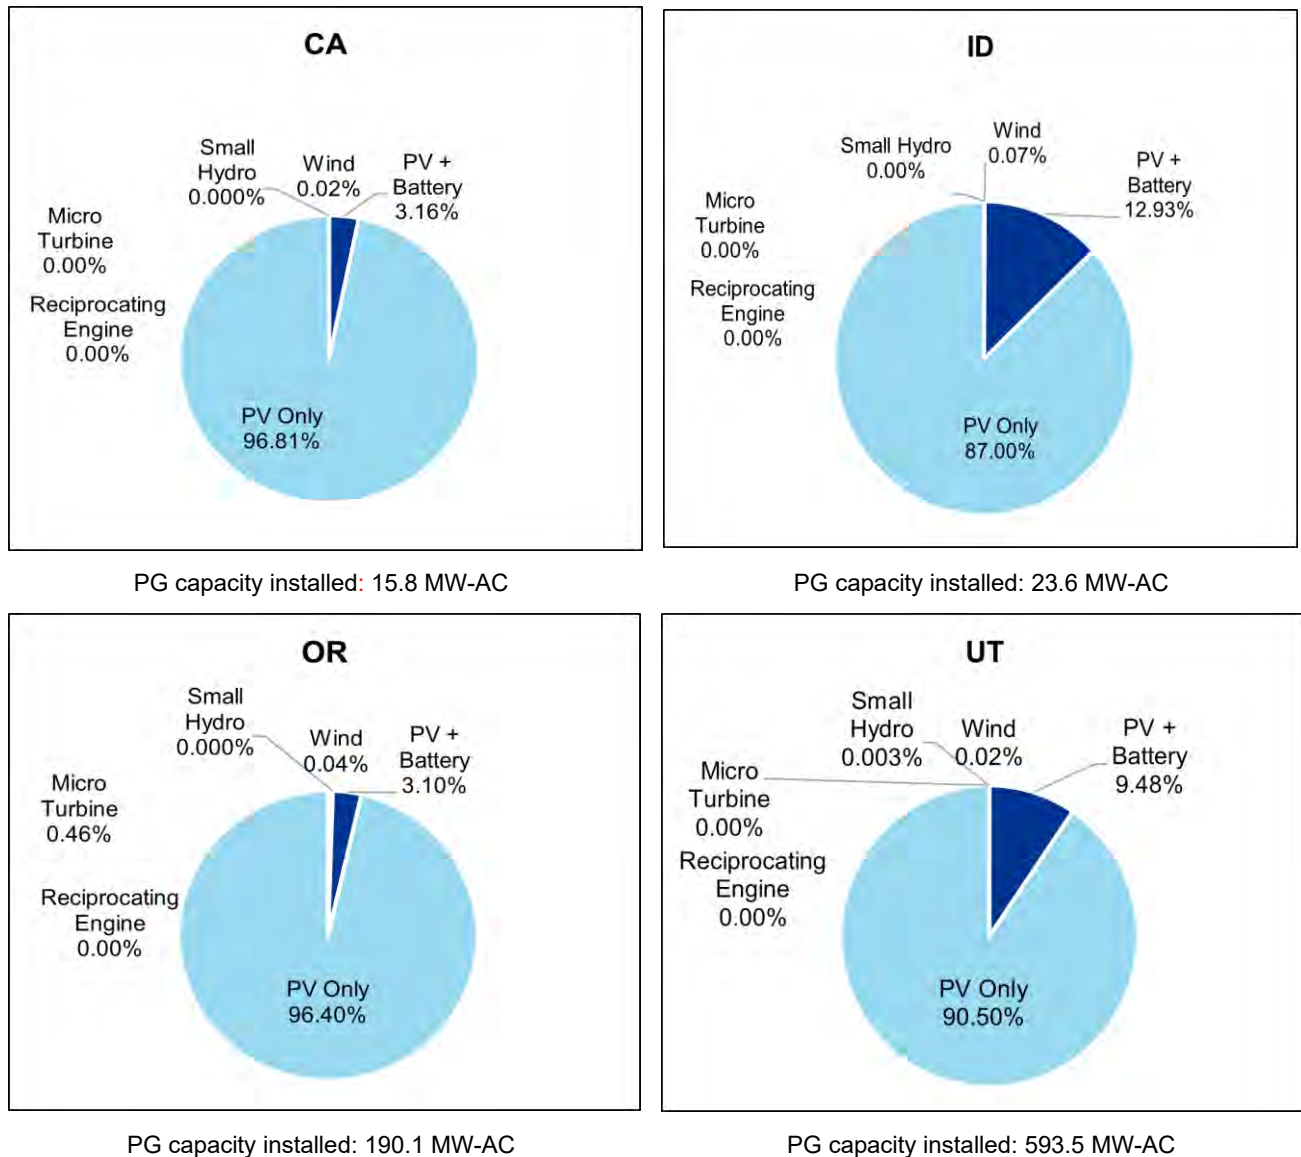 CA
Small
Hydro
0.000%
Wind
0.02%
PV +
Battery
3.16%
Micro
Turbine
0.00%
Reciprocating
Engine
0.00%
PV Only
96.81%
PG capacity installed: 15.8 MW-AC
ID
Small Hydro
0.00%
Wind
0.07%
PV +
Battery
12.93%
Micro
Turbine
0.00%
Reciprocating
Engine
0.00%
PV Only
87.00%
PG capacity installed: 23.6 MW-AC
OR
Small
Hydro
0.000%
Wind
0.04%
PV +
Battery
3.10%
Micro
Turbine
0.46%
Reciprocating
Engine
0.00%
PV Only
96.40%
PG capacity installed: 190.1 MW-AC
UT
Small
Hydro
0.003%
Wind
0.02%
PV +
Battery
9.48%
Micro
Turbine
0.00%
Reciprocating
Engine
0.00%
PV Only
90.50%
PG capacity installed: 593.5 MW-AC